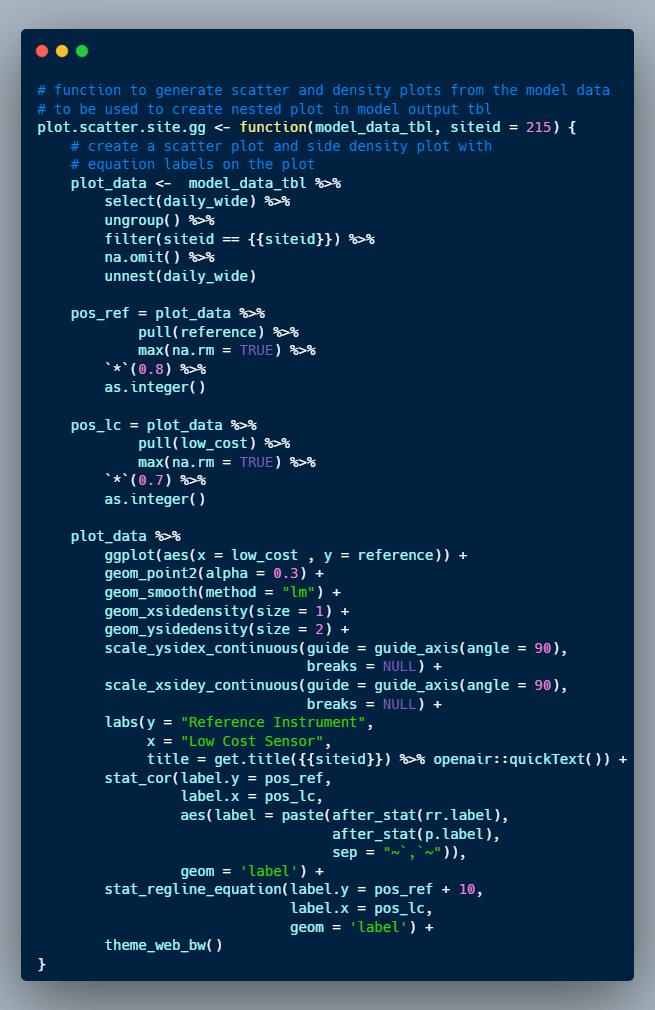 # function to generate scatter and density plots from the model data
# to be used to create nested plot in model output tbl
plot.scatter.site.gg <- function(model_data_tbl, siteid = 215) {
    # create a scatter plot and side density plot with
    # equation labels on the plot
    plot_data <-  model_data_tbl %>%
        select(daily_wide) %>%
        ungroup() %>%
        filter(siteid == {{siteid}}) %>%
        na.omit() %>%
        unnest(daily_wide)

    pos_ref = plot_data %>%
            pull(reference) %>%
            max(na.rm = TRUE) %>%
        `*`(0.8) %>%
        as.integer()

    pos_lc = plot_data %>%
            pull(low_cost) %>%
            max(na.rm = TRUE) %>%
        `*`(0.7) %>%
        as.integer()

    plot_data %>%
        ggplot(aes(x = low_cost , y = reference)) +
        geom_point2(alpha = 0.3) +
        geom_smooth(method = "lm") +
        geom_xsidedensity(size = 1) +
        geom_ysidedensity(size = 2) +
        scale_ysidex_continuous(guide = guide_axis(angle = 90),
                                breaks = NULL) +
        scale_xsidey_continuous(guide = guide_axis(angle = 90),
                                breaks = NULL) +
        labs(y = "Reference Instrument",
             x = "Low Cost Sensor",
             title = get.title({{siteid}}) %>% openair::quickText()) +
        stat_cor(label.y = pos_ref,
                 label.x = pos_lc,
                 aes(label = paste(after_stat(rr.label),
                                   after_stat(p.label),
                                   sep = "~`,`~")),
                 geom = 'label') +
        stat_regline_equation(label.y = pos_ref + 10,
                              label.x = pos_lc,
                              geom = 'label') +
        theme_web_bw()
}